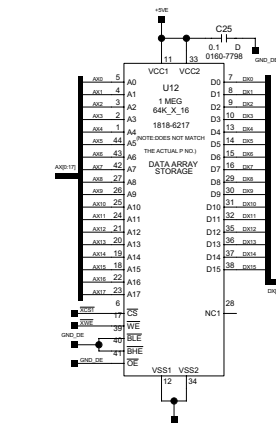 +5VE
C25
0.1 D
0160-7798
GND_DE
11 33
VCC1 VCC2
U12
1 MEG
64K_X_16
1818-6217
(NOTE:DOES NOT MATCH
THE ACTUAL P NO.)
DATA ARRAY
STORAGE
AX[0:17]
AX0 5 A0
AX1 4 A1
AX2 3 A2
AX3 2 A3
AX4 1 A4
AX5 44 A5
AX6 43 A6
AX7 42 A7
AX8 27 A8
AX9 26 A9
AX10 25 A10
AX11 24 A11
AX12 21 A12
AX13 20 A13
AX14 19 A14
AX15 18 A15
AX16 22 A16
AX17 23 A17
D0 7 DX0
D1 8 DX1
D2 9 DX2
D3 10 DX3
D4 13 DX4
D5 14 DX5
D6 15 DX6
D7 16 DX7
D8 29 DX8
D9 30 DX9
D10 31 DX10
D11 32 DX11
D12 35 DX12
D13 36 DX13
D14 37 DX14
D15 38 DX15
6
XCS1 17 CS
XWE 39 WE
GND_DE 40 BLE
41 BHE
GND_DE OE
NC1 28
VSS1 VSS2
12 34